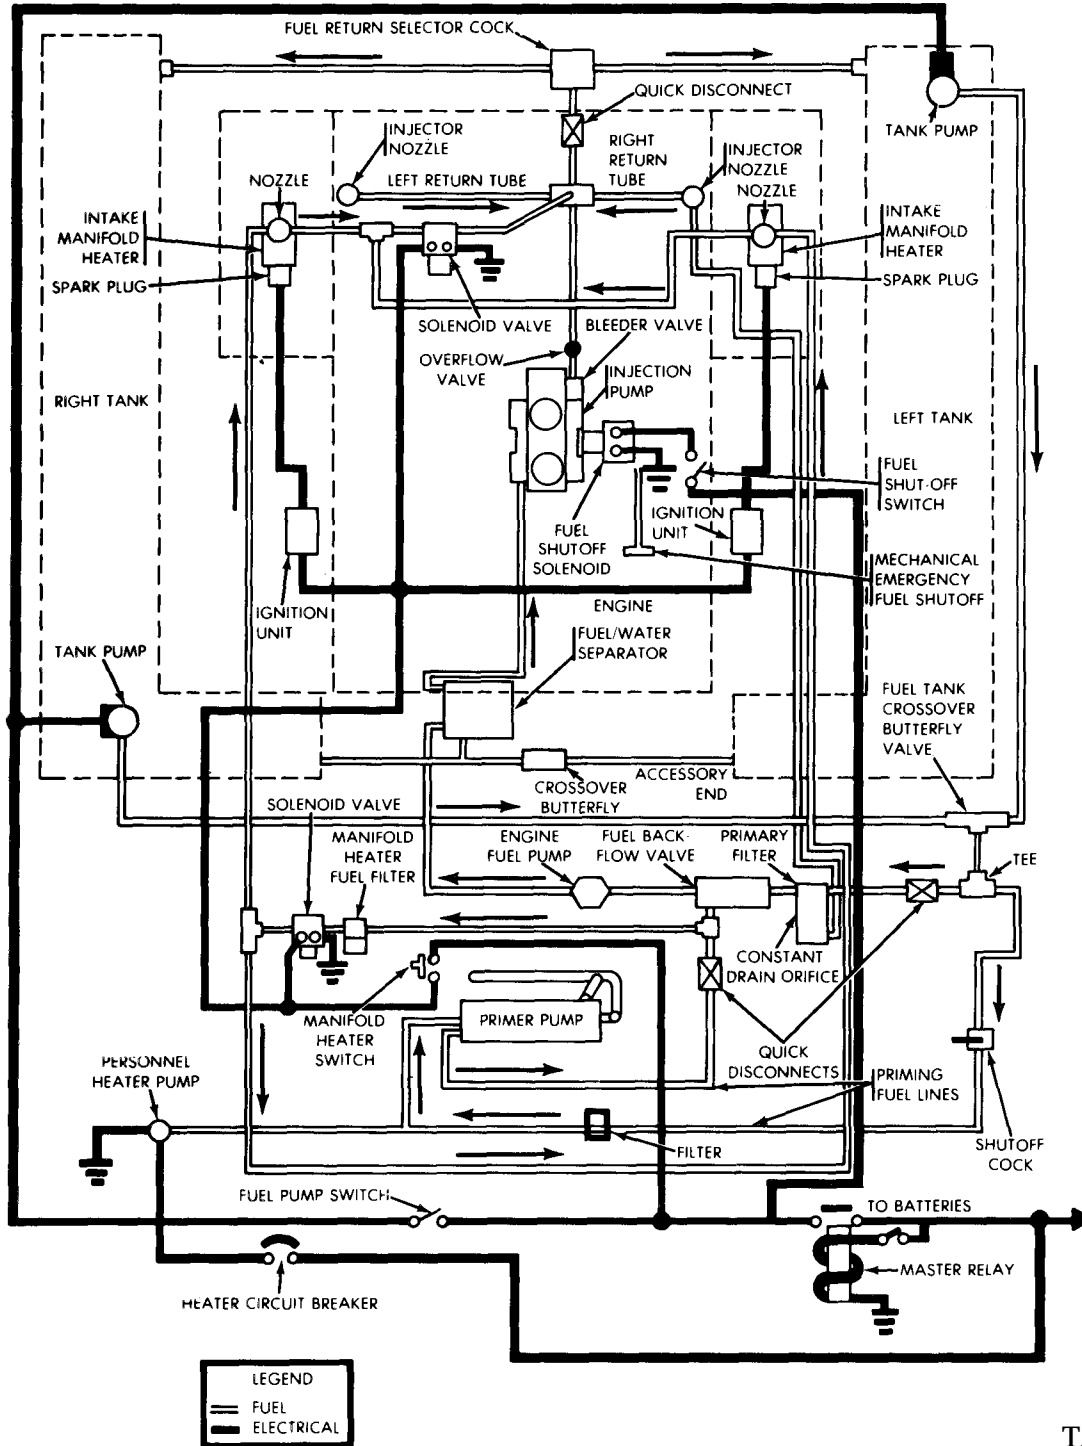 FUEL RETURN SELECTOR COCK
QUICK DISCONNECT
TANK PUMP
INJECTOR
NOZZLE
RIGHT
RETURN
TUBE
INJECTOR
NOZZLE
NOZZLE
LEFT RETURN TUBE
NOZZLE
INTAKE
MANIFOLD
HEATER
INTAKE
MANIFOLD
HEATER
SPARK PLUG
SPARK PLUG
SOLENOID VALVE
BLEEDER VALVE
OVERFLOW
VALVE
INJECTION
PUMP
RIGHT TANK
LEFT TANK
FUEL
SHUT-OFF
SWITCH
IGNITION
UNIT
FUEL
SHUTOFF
SOLENOID
MECHANICAL
EMERGENCY
FUEL SHUTOFF
IGNITION
UNIT
ENGINE
FUEL/WATER
SEPARATOR
TANK PUMP
FUEL TANK
CROSSOVER
BUTTERFLY
VALVE
CROSSOVER
BUTTERFLY
ACCESSORY
END
SOLENOID VALVE
MANIFOLD
HEATER
FUEL FILTER
ENGINE
FUEL PUMP
FUEL BACK-
FLOW VALVE
PRIMARY
FILTER
TEE
CONSTANT
DRAIN ORIFICE
MANIFOLD
HEATER
SWITCH
PRIMER PUMP
QUICK
DISCONNECTS
PERSONNEL
HEATER PUMP
PRIMING
FUEL LINES
FILTER
SHUTOFF
COCK
FUEL PUMP SWITCH
TO BATTERIES
MASTER RELAY
HEATER CIRCUIT BREAKER
LEGEND
FUEL
ELECTRICAL